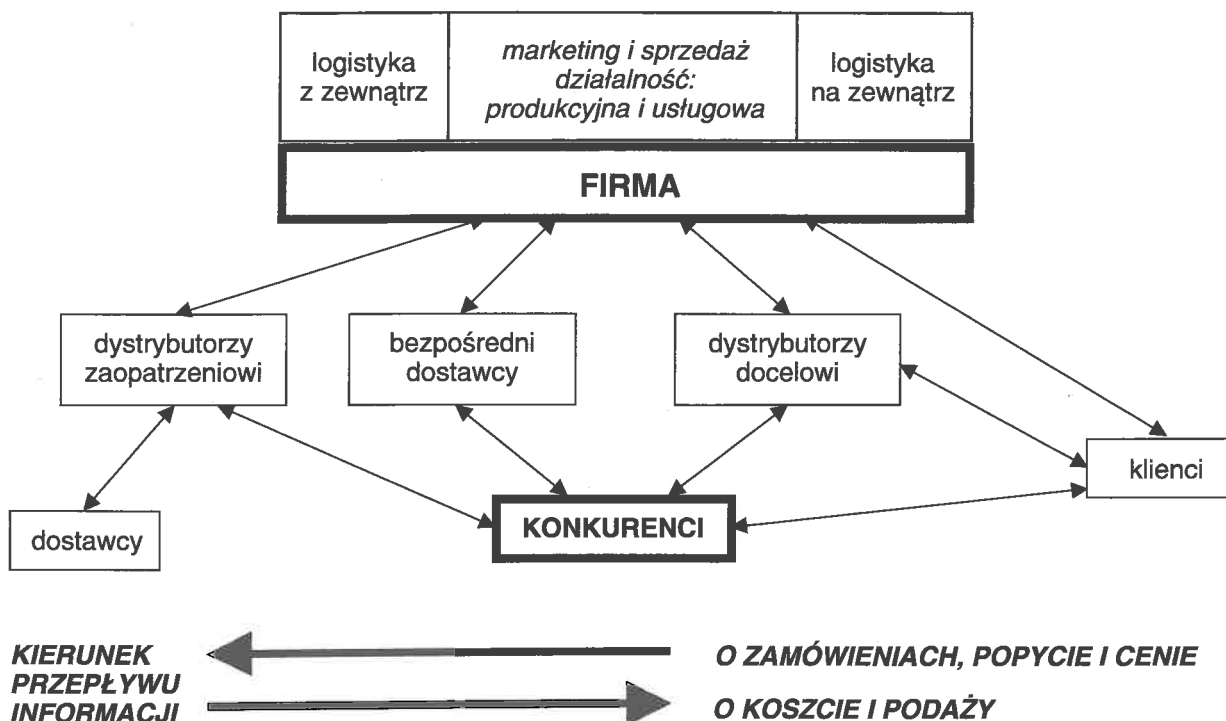 logistyka
z zewnątrz
marketing i sprzedaż
działalność:
produkcyjna i usługowa
logistyka
na zewnątrz
FIRMA
dystrybutorzy
zaopatrzeniowi
bezpośredni
dostawcy
dystrybutorzy
docelowi
klienci
dostawcy
KONKURENCI
KIERUNEK
PRZEPŁYWU
INFORMACJI
O ZAMÓWIENIACH, POPYCIE I CENIE
O KOSZCIE I PODAŻY